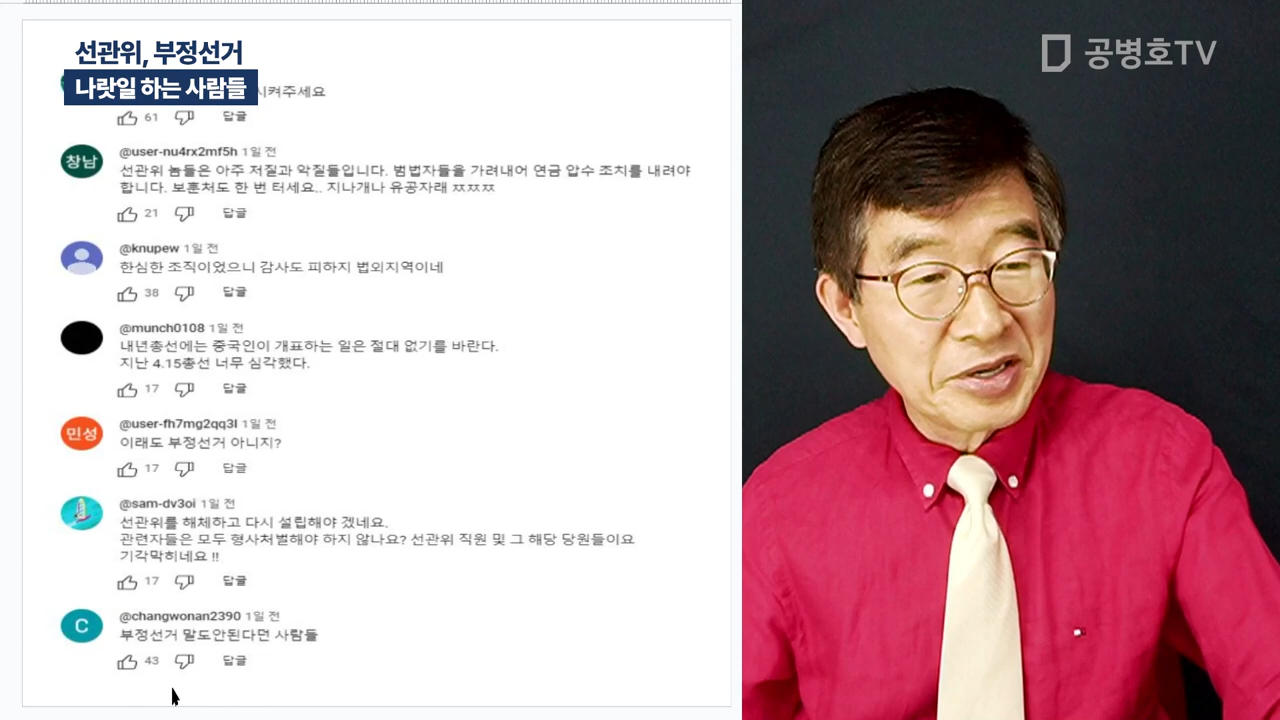 선관위, 부정선거
나랏일 하는 사람들
시켜주세요
61 답글
창남
@user-nu4rx2mf5h 1일 전
선관위 놈들은 아주 저질과 악질들입니다. 범법자들을 가려내어 연금 압수 조치를 내려야
합니다. 보훈처도 한 번 터세요.. 지나개나 유공자래 ㅉㅉㅉ
21 답글
@knupew 1일 전
한심한 조직이었으니 감사도 피하지 법외지역이네
38 답글
@munch0108 1일 전
내년총선에는 중국인이 개표하는 일은 절대 없기를 바란다.
지난 4.15총선 너무 심각했다.
17 답글
민성
@user-fh7mg2qq3l 1일 전
이래도 부정선거 아니지?
17 답글
@sam-dv3oi 1일 전
선관위를 해체하고 다시 설립해야 겠네요.
관련자들은 모두 형사처벌해야 하지 않나요? 선관위 직원 및 그 해당 당원들이요
기각막히네요 !!
17 답글
C
@changwonan2390 1일 전
부정선거 말도안된다던 사람들
43 답글
공병호TV